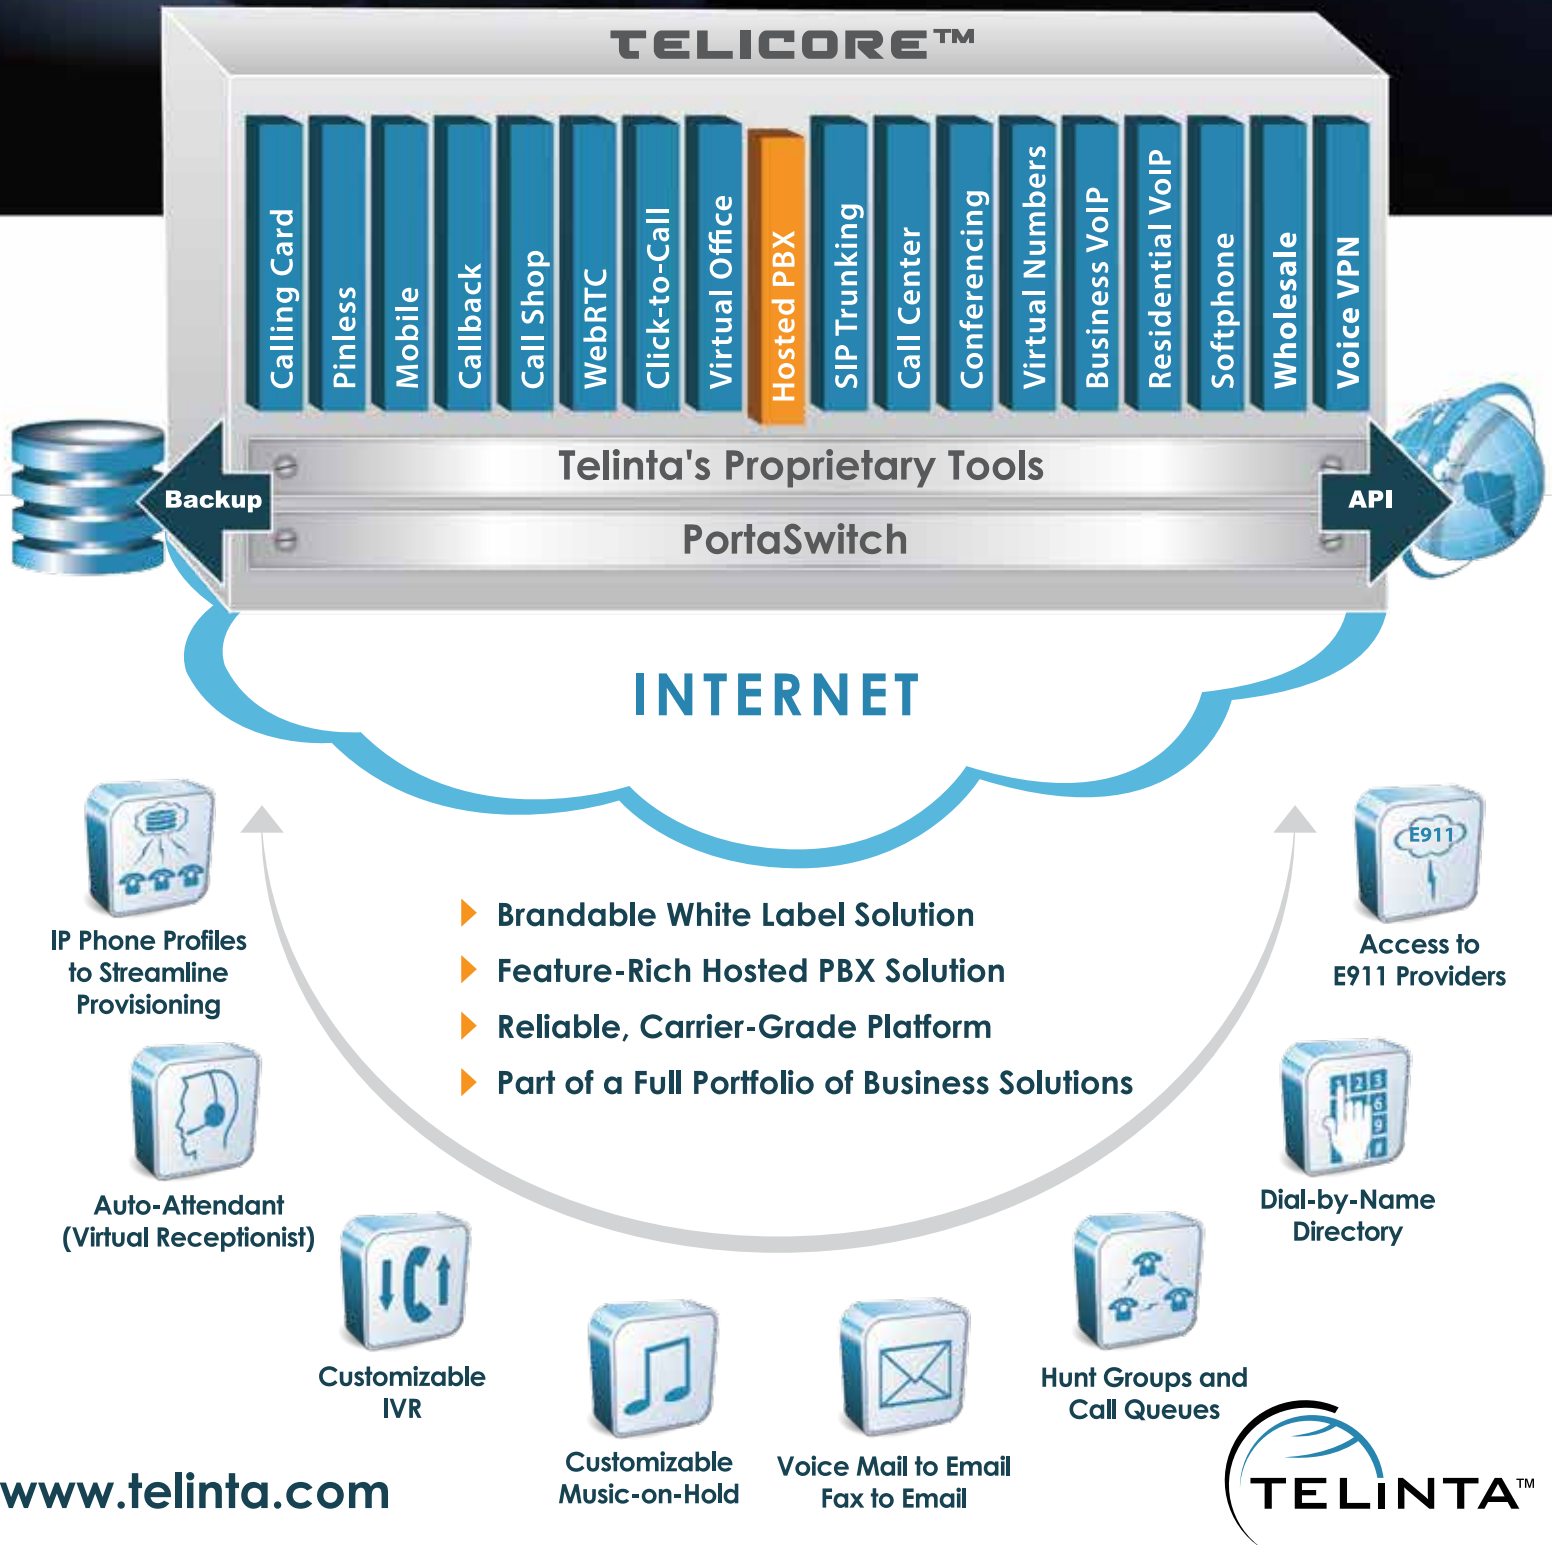 TELICORE™
Calling Card
Pinless
Mobile
Callback
Call Shop
WebRTC
Click-to-Call
Virtual Office
Hosted PBX
SIP Trunking
Call Center
Conferencing
Virtual Numbers
Business VoIP
Residential VoIP
Softphone
Wholesale
Voice VPN
Telinta's Proprietary Tools
Backup
API
PortaSwitch
INTERNET
E911
Brandable White Label Solution
Feature-Rich Hosted PBX Solution
Reliable, Carrier-Grade Platform
Part of a Full Portfolio of Business Solutions
IP Phone Profiles
to Streamline
Provisioning
Access to
E911 Providers
1 2 3
6
9
#
Auto-Attendant
(Virtual Receptionist)
Dial-by-Name
Directory
Customizable
IVR
Hunt Groups and
Call Queues
Customizable
Music-on-Hold
Voice Mail to Email
Fax to Email
www.telinta.com
TELINTA™